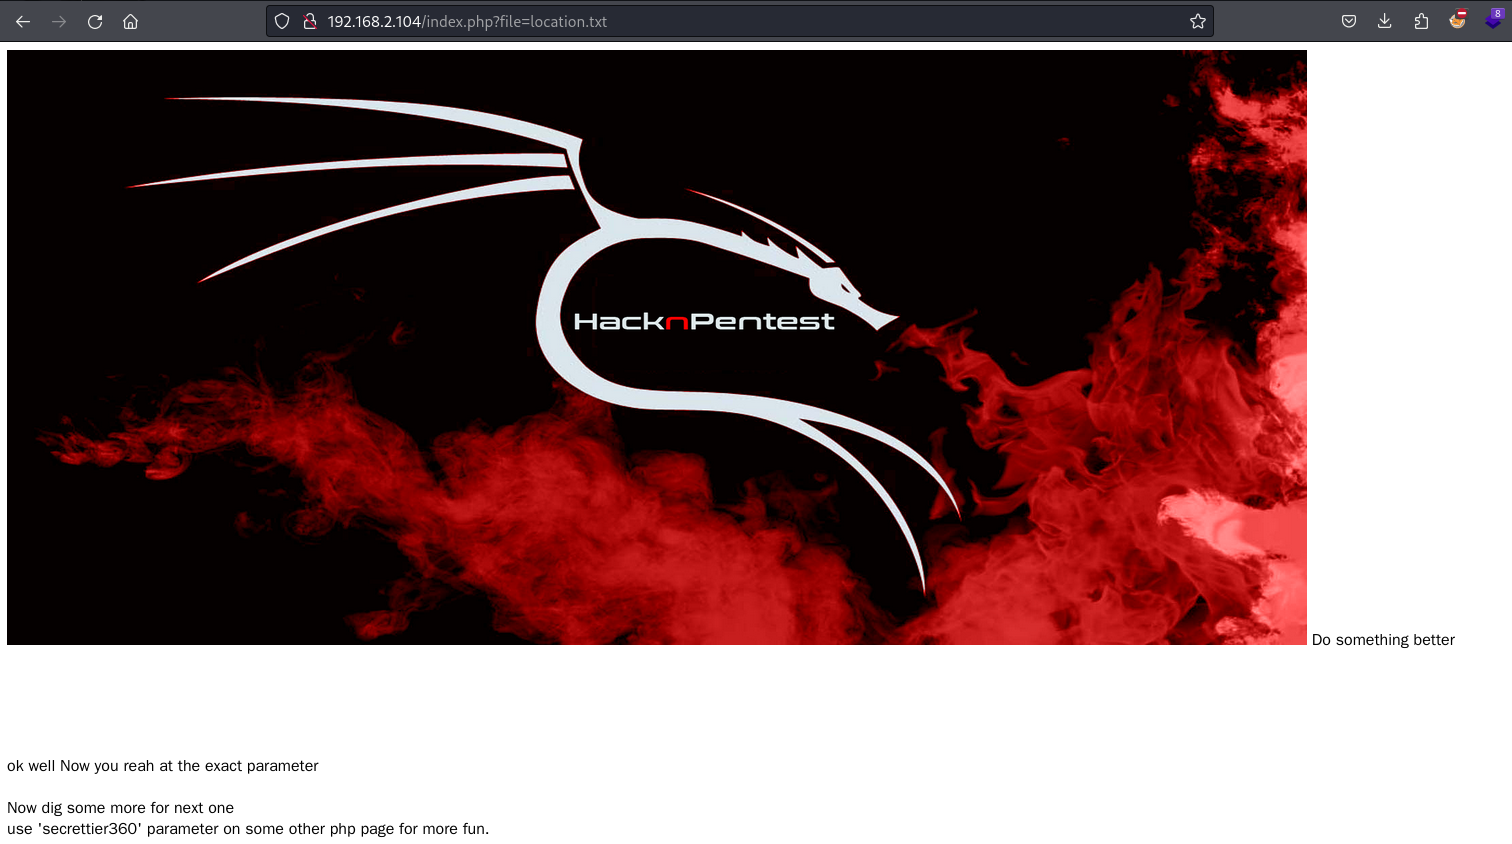 192.168.2.104/index.php?file=location.txt
8
HacknPentest
Do something better
ok well Now you reah at the exact parameter
Now dig some more for next one
use 'secrettier360' parameter on some other php page for more fun.